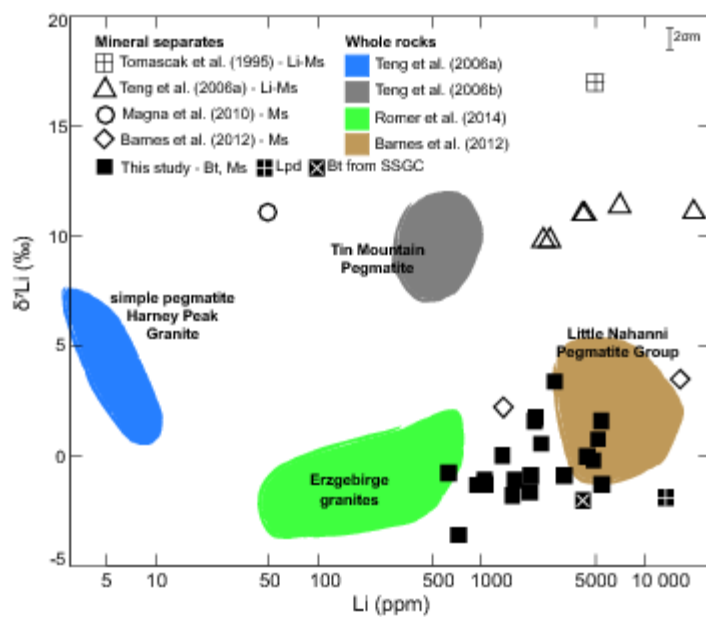 20
15
10
5
0
-5
δ⁷Li (‰)
Mineral separates
Tomascak et al. (1995) - Li-Ms
Teng et al. (2006a) - Li-Ms
Magna et al. (2010) - Ms
Barnes et al. (2012) - Ms
This study - Bt, Ms
Lpd
Bt from SSGC
Whole rocks
Teng et al. (2006a)
Teng et al. (2006b)
Romer et al. (2014)
Barnes et al. (2012)
2σm
Tin Mountain
Pegmatite
simple pegmatite
Harney Peak
Granite
Little Nahanni
Pegmatite Group
Erzgebirge
granites
5
10
50
100
500
1000
5000
10 000
Li (ppm)